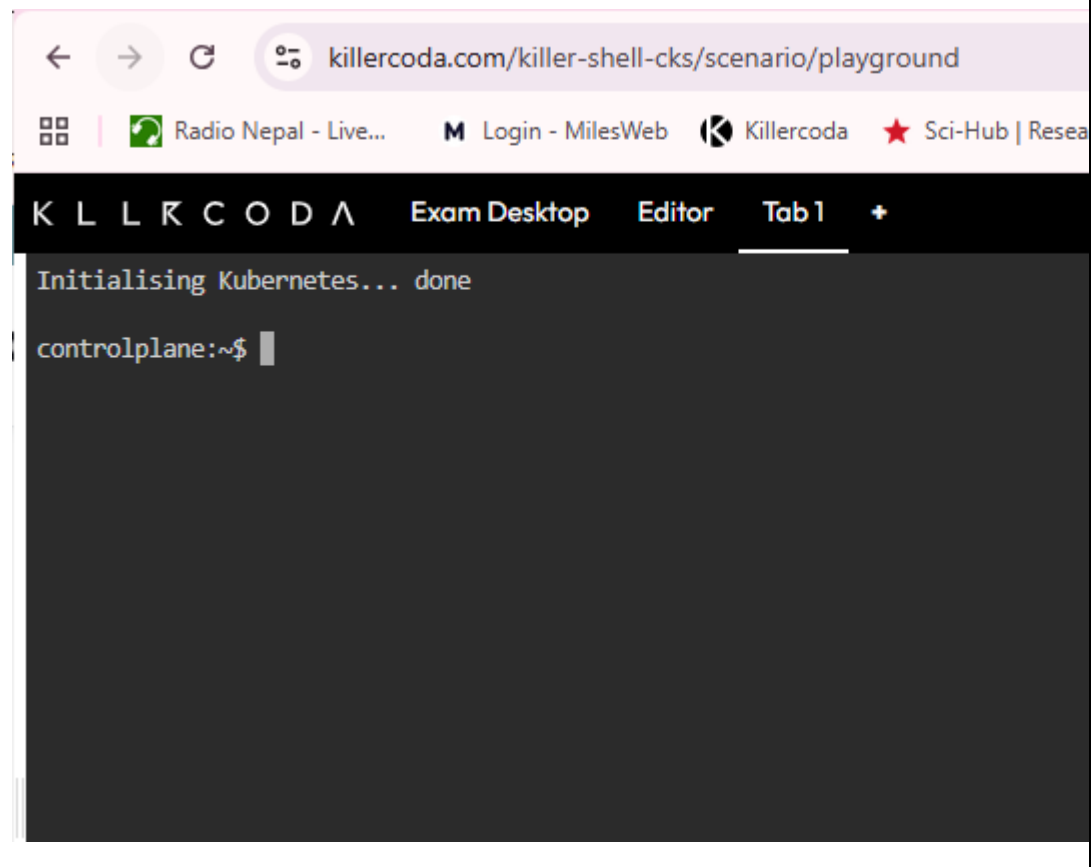 killercoda.com/killer-shell-cks/scenario/playground
Radio Nepal - Live... M Login - MilesWeb Killercoda Sci-Hub | Resea
KLLRCODA Exam Desktop Editor Tab 1 +
Initialising Kubernetes... done
controlplane:~$